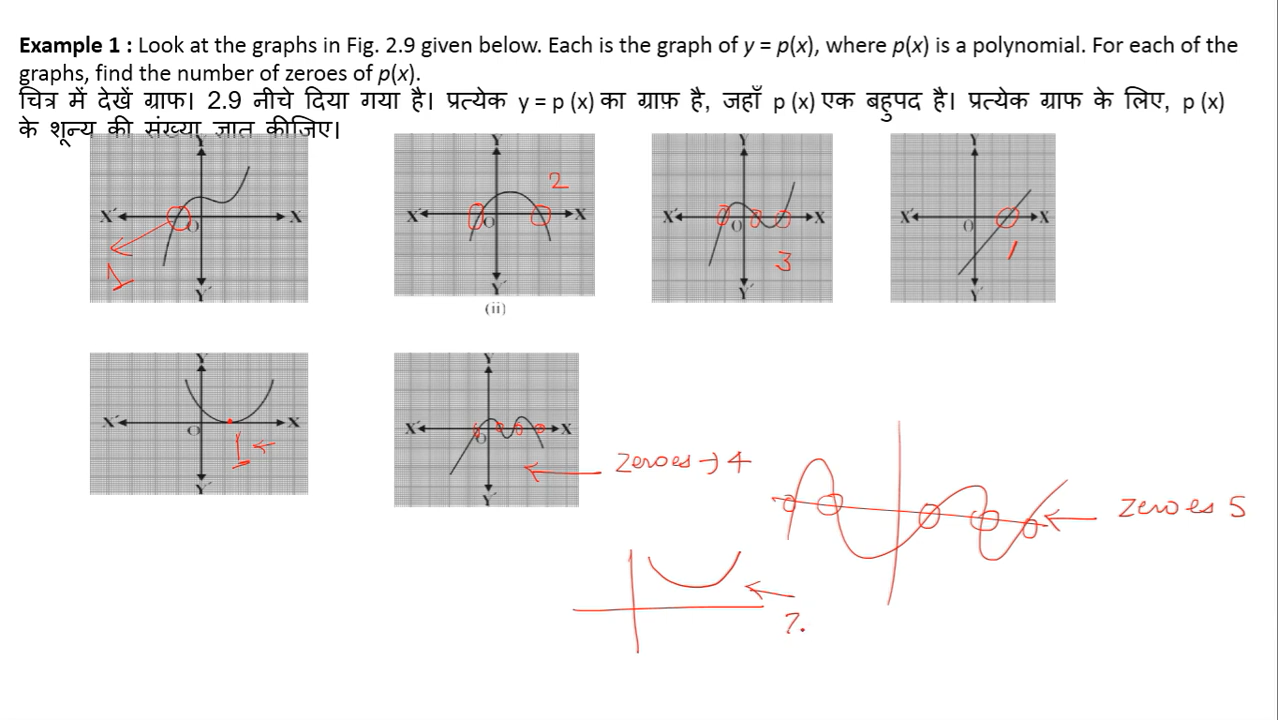 Example 1 : Look at the graphs in Fig. 2.9 given below. Each is the graph of y = p(x), where p(x) is a polynomial. For each of the
graphs, find the number of zeroes of p(x).
चित्र में देखें ग्राफ। 2.9 नीचे दिया गया है। प्रत्येक y = p (x) का ग्राफ़ है, जहाँ p (x) एक बहुपद है। प्रत्येक ग्राफ के लिए, p (x)
के शून्य की संख्या ज्ञात कीजिए।
Y Y Y Y
X' O X X' O X X' O X X' O X
1 2 3 1
Y' Y' Y' Y'
(ii)
Y Y
X' O X X' O X
1 zeroes → 4
Y' Y'
zeroes 5
?